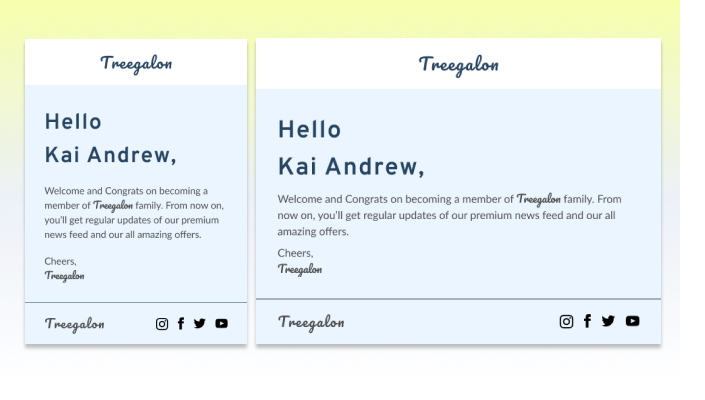 Treegalon
Hello
Kai Andrew,
Welcome and Congrats on becoming a
member of Treegalon family. From now on,
you'll get regular updates of our premium
news feed and our all amazing offers.
Cheers,
Treegalon
Treegalon
Treegalon
Hello
Kai Andrew,
Welcome and Congrats on becoming a member of Treegalon family. From
now on, you'll get regular updates of our premium news feed and our all
amazing offers.
Cheers,
Treegalon
Treegalon